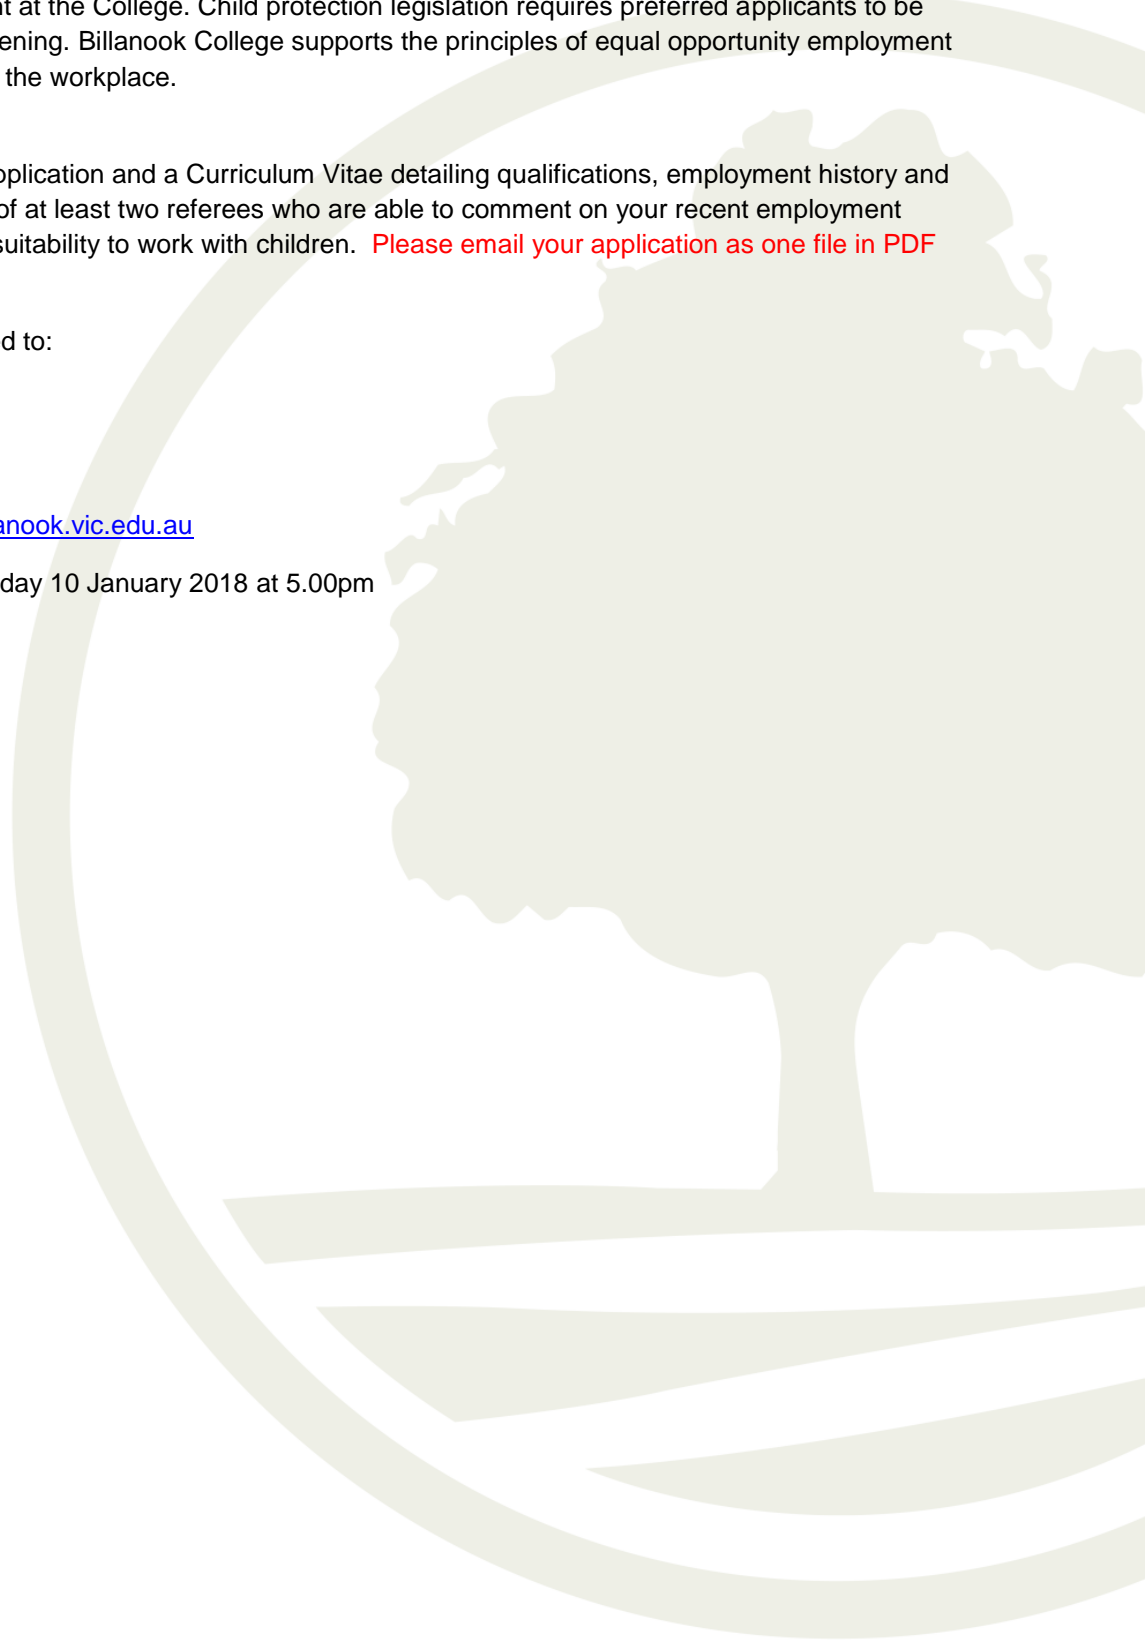 at the College. Child protection legislation requires preferred applicants to be
ening. Billanook College supports the principles of equal opportunity employment
the workplace.
oplication and a Curriculum Vitae detailing qualifications, employment history and
of at least two referees who are able to comment on your recent employment
suitability to work with children. Please email your application as one file in PDF
d to:
anook.vic.edu.au
day 10 January 2018 at 5.00pm